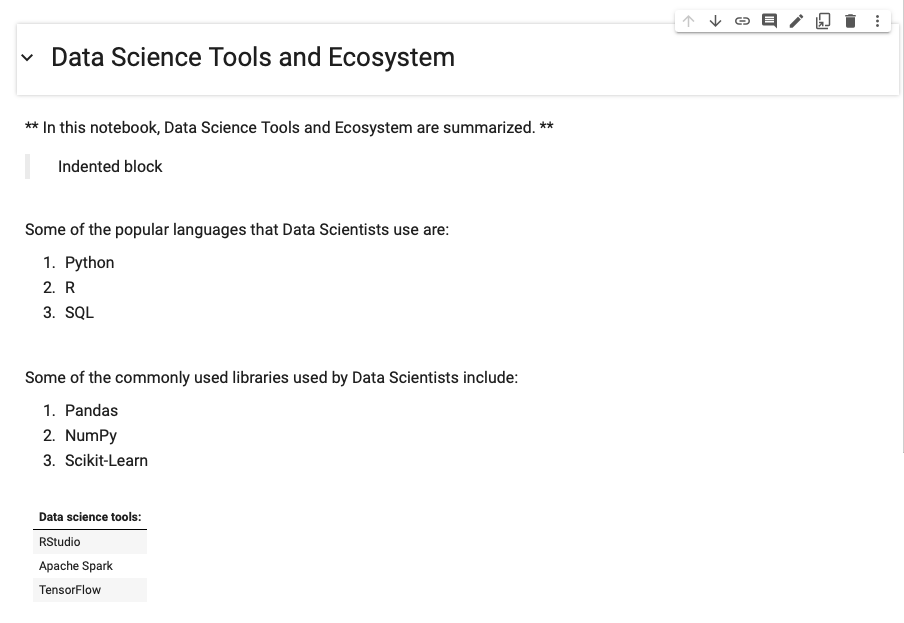 Data Science Tools and Ecosystem
** In this notebook, Data Science Tools and Ecosystem are summarized. **
Indented block
Some of the popular languages that Data Scientists use are:
1. Python
2. R
3. SQL
Some of the commonly used libraries used by Data Scientists include:
1. Pandas
2. NumPy
3. Scikit-Learn
Data science tools:
RStudio
Apache Spark
TensorFlow